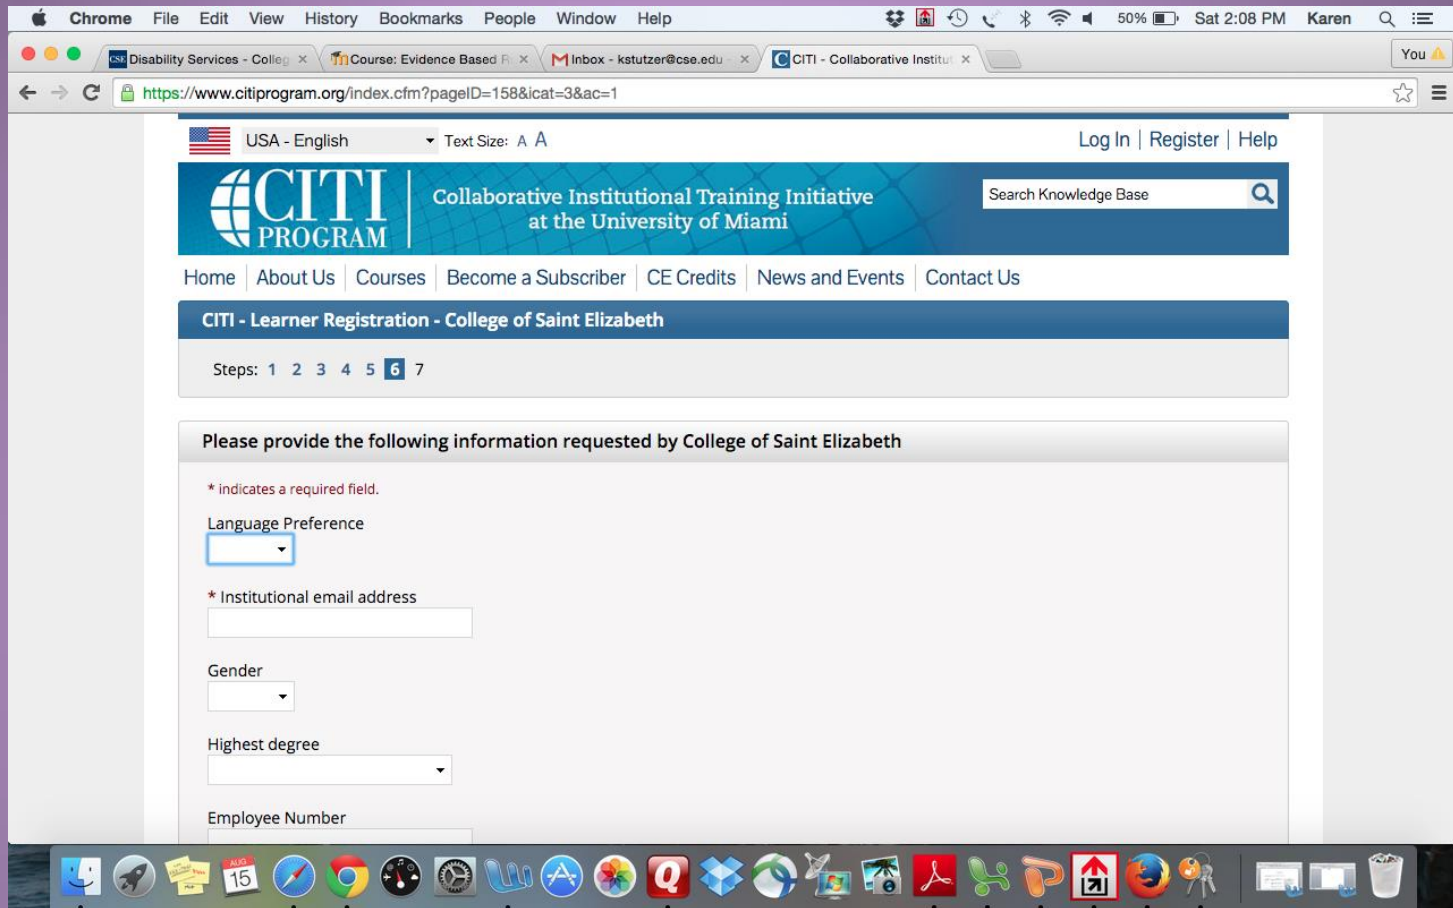 Chrome File Edit View History Bookmarks People Window Help 50% Sat 2:08 PM Karen
CSE Disability Services - Colleg Course: Evidence Based R Inbox - kstutzer@cse.edu - CITI - Collaborative Institut You
https://www.citiprogram.org/index.cfm?pageID=158&icat=3&ac=1
USA - English Text Size: A A Log In | Register | Help
CITI PROGRAM
Collaborative Institutional Training Initiative
at the University of Miami
Search Knowledge Base
Home | About Us | Courses | Become a Subscriber | CE Credits | News and Events | Contact Us
CITI - Learner Registration - College of Saint Elizabeth
Steps: 1 2 3 4 5 6 7
Please provide the following information requested by College of Saint Elizabeth
* indicates a required field.
Language Preference
* Institutional email address
Gender
Highest degree
Employee Number
AUG
15